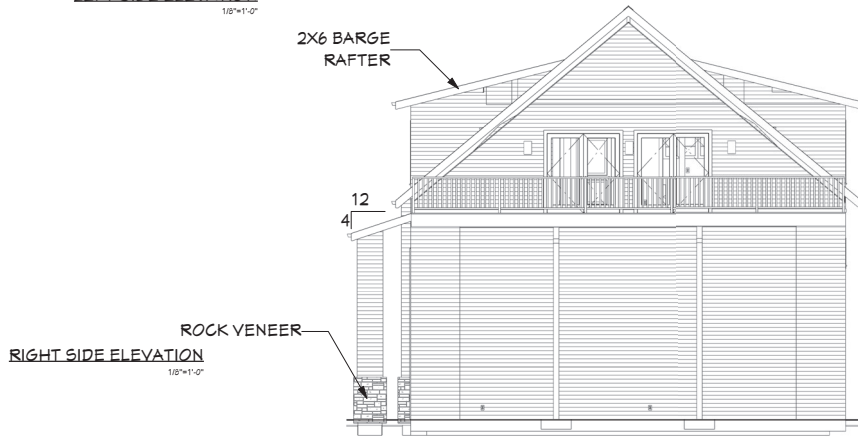 1/8"=1'-0"
2X6 BARGE
RAFTER
12
4
ROCK VENEER
RIGHT SIDE ELEVATION
1/8"=1'-0"